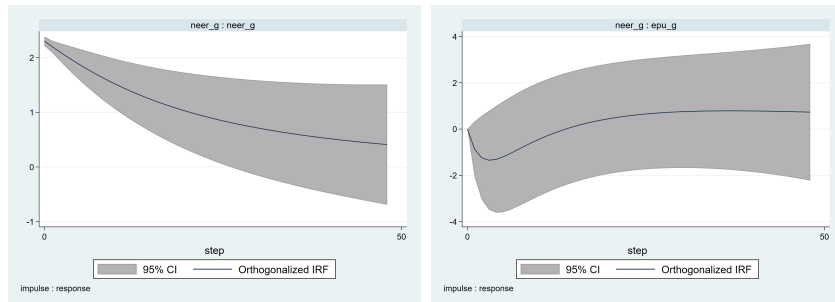 neer_g : neer_g
2
1
0
-1
0
50
step
95% CI
Orthogonalized IRF
impulse : response
neer_g : epu_g
4
2
0
-2
-4
0
50
step
95% CI
Orthogonalized IRF
impulse : response